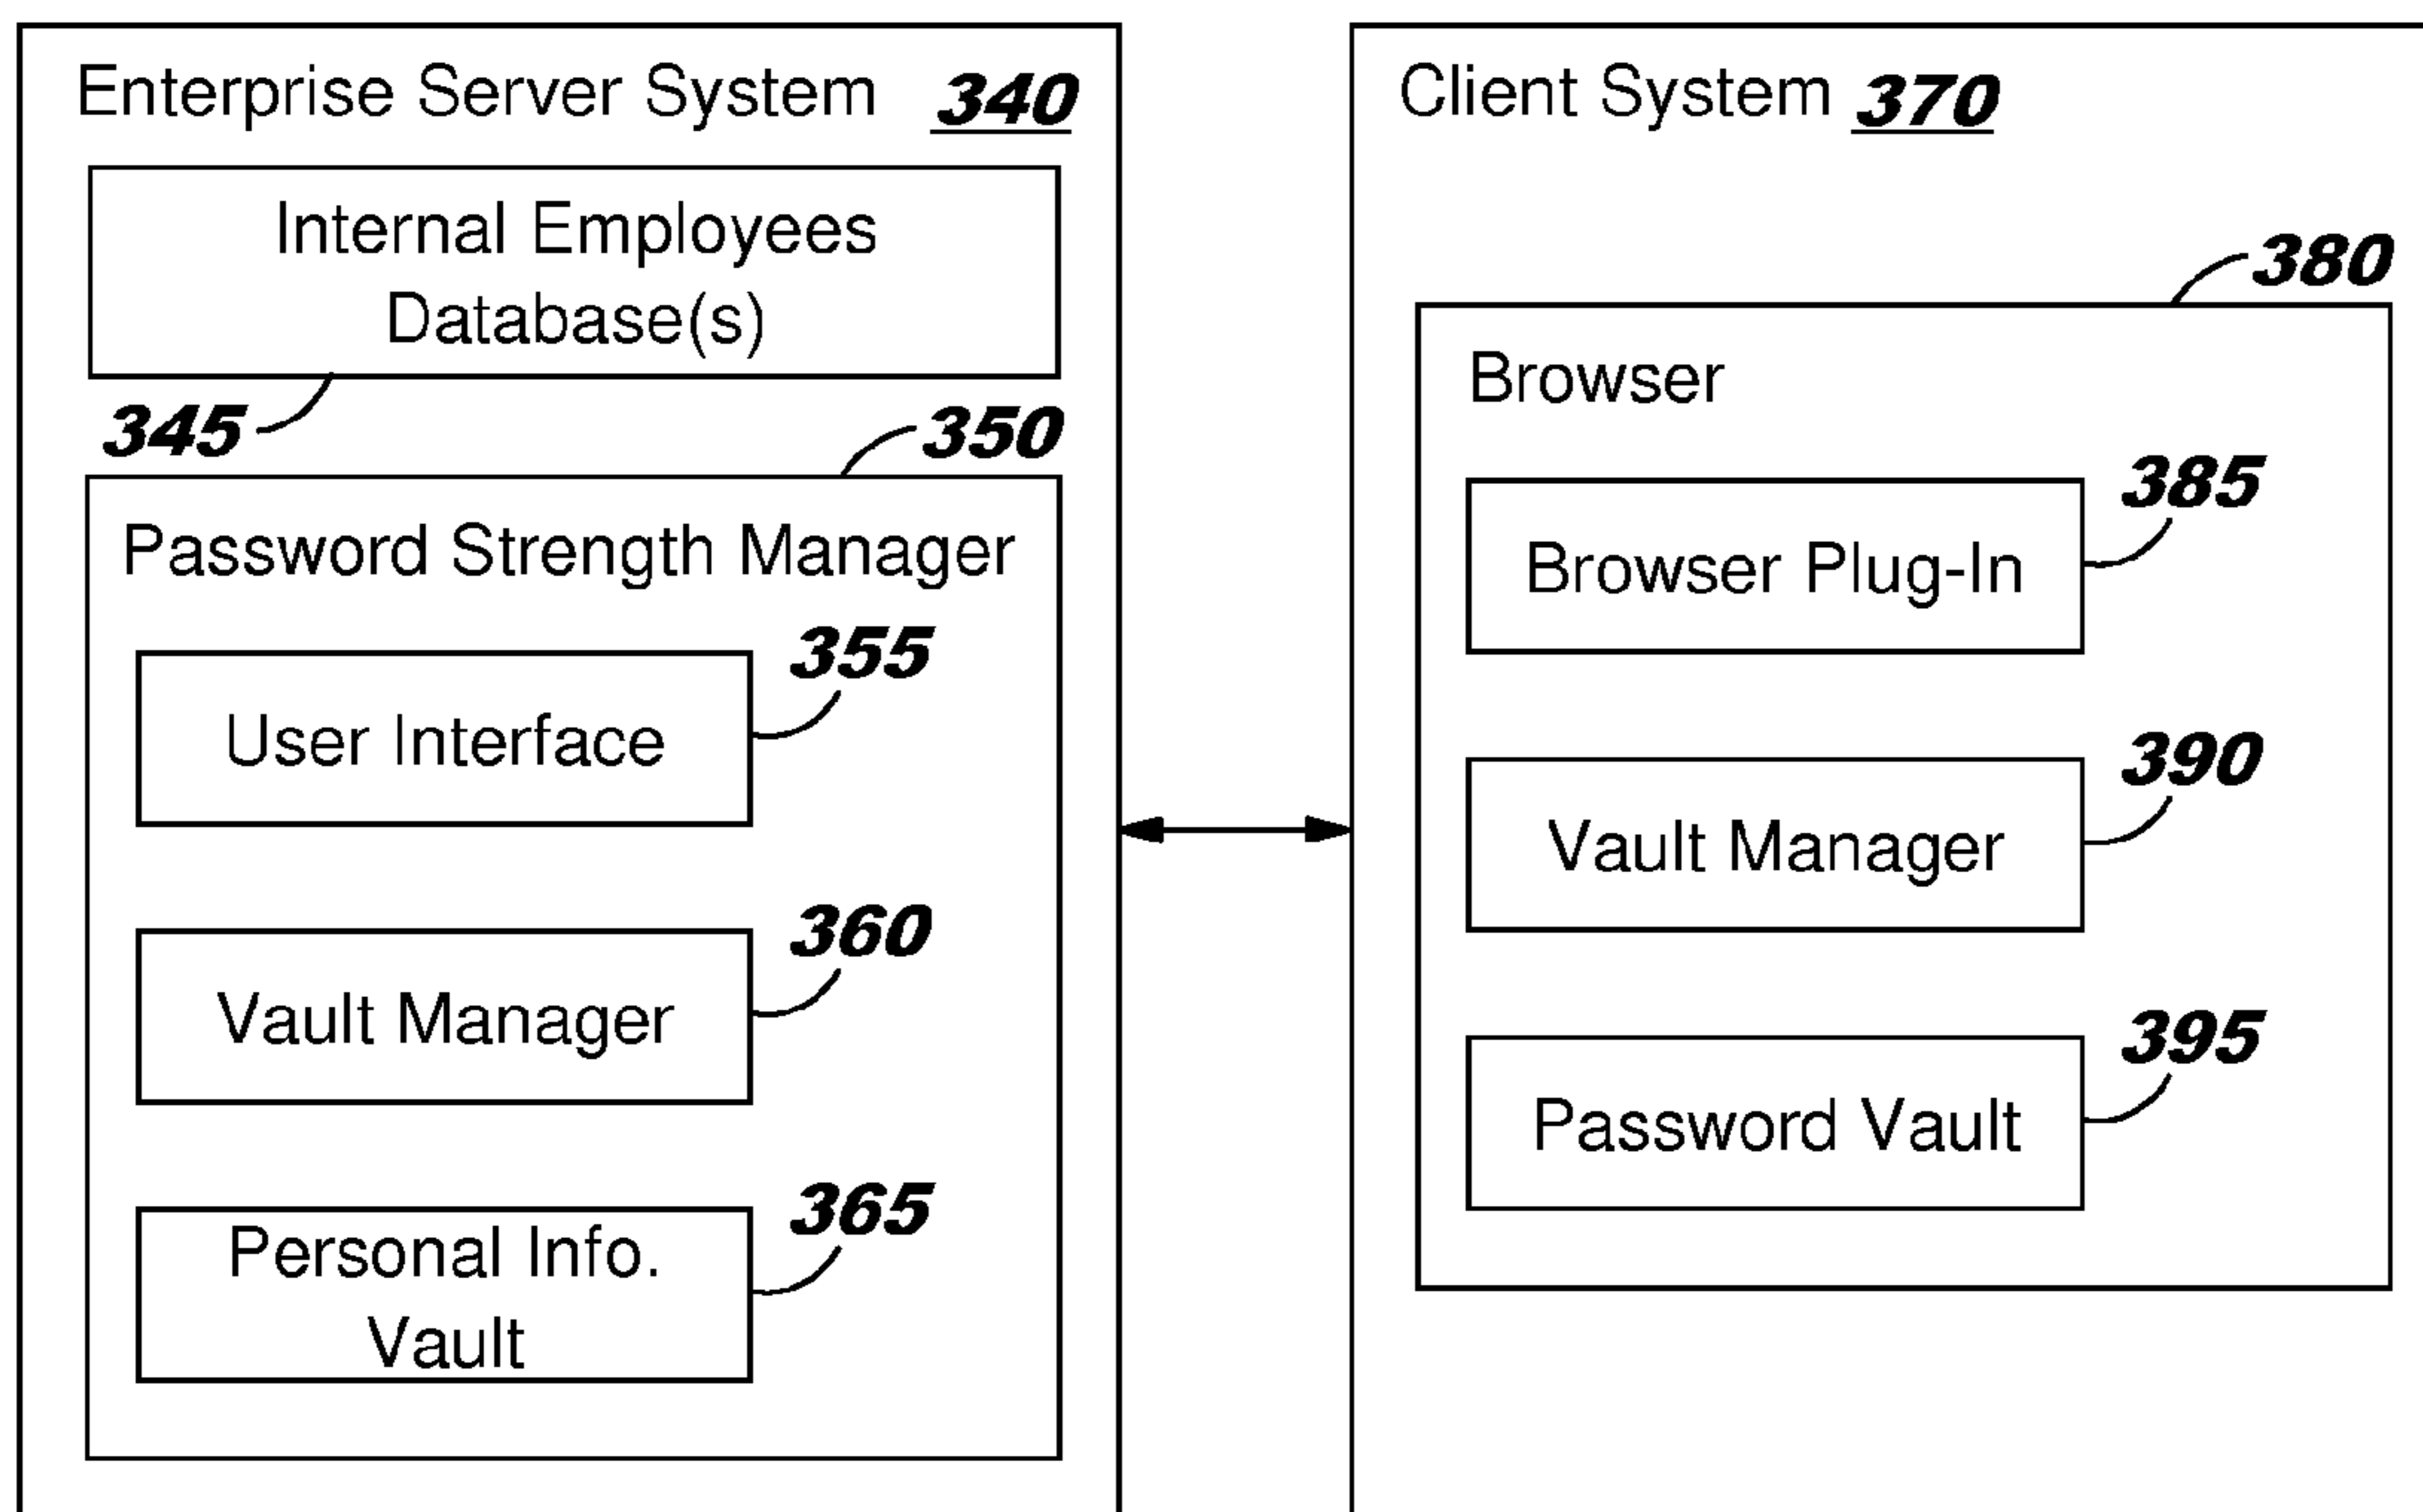 Enterprise Server System 340
Internal Employees
Database(s)
345
350
Password Strength Manager
355
User Interface
360
Vault Manager
365
Personal Info.
Vault
Client System 370
380
Browser
385
Browser Plug-In
390
Vault Manager
395
Password Vault